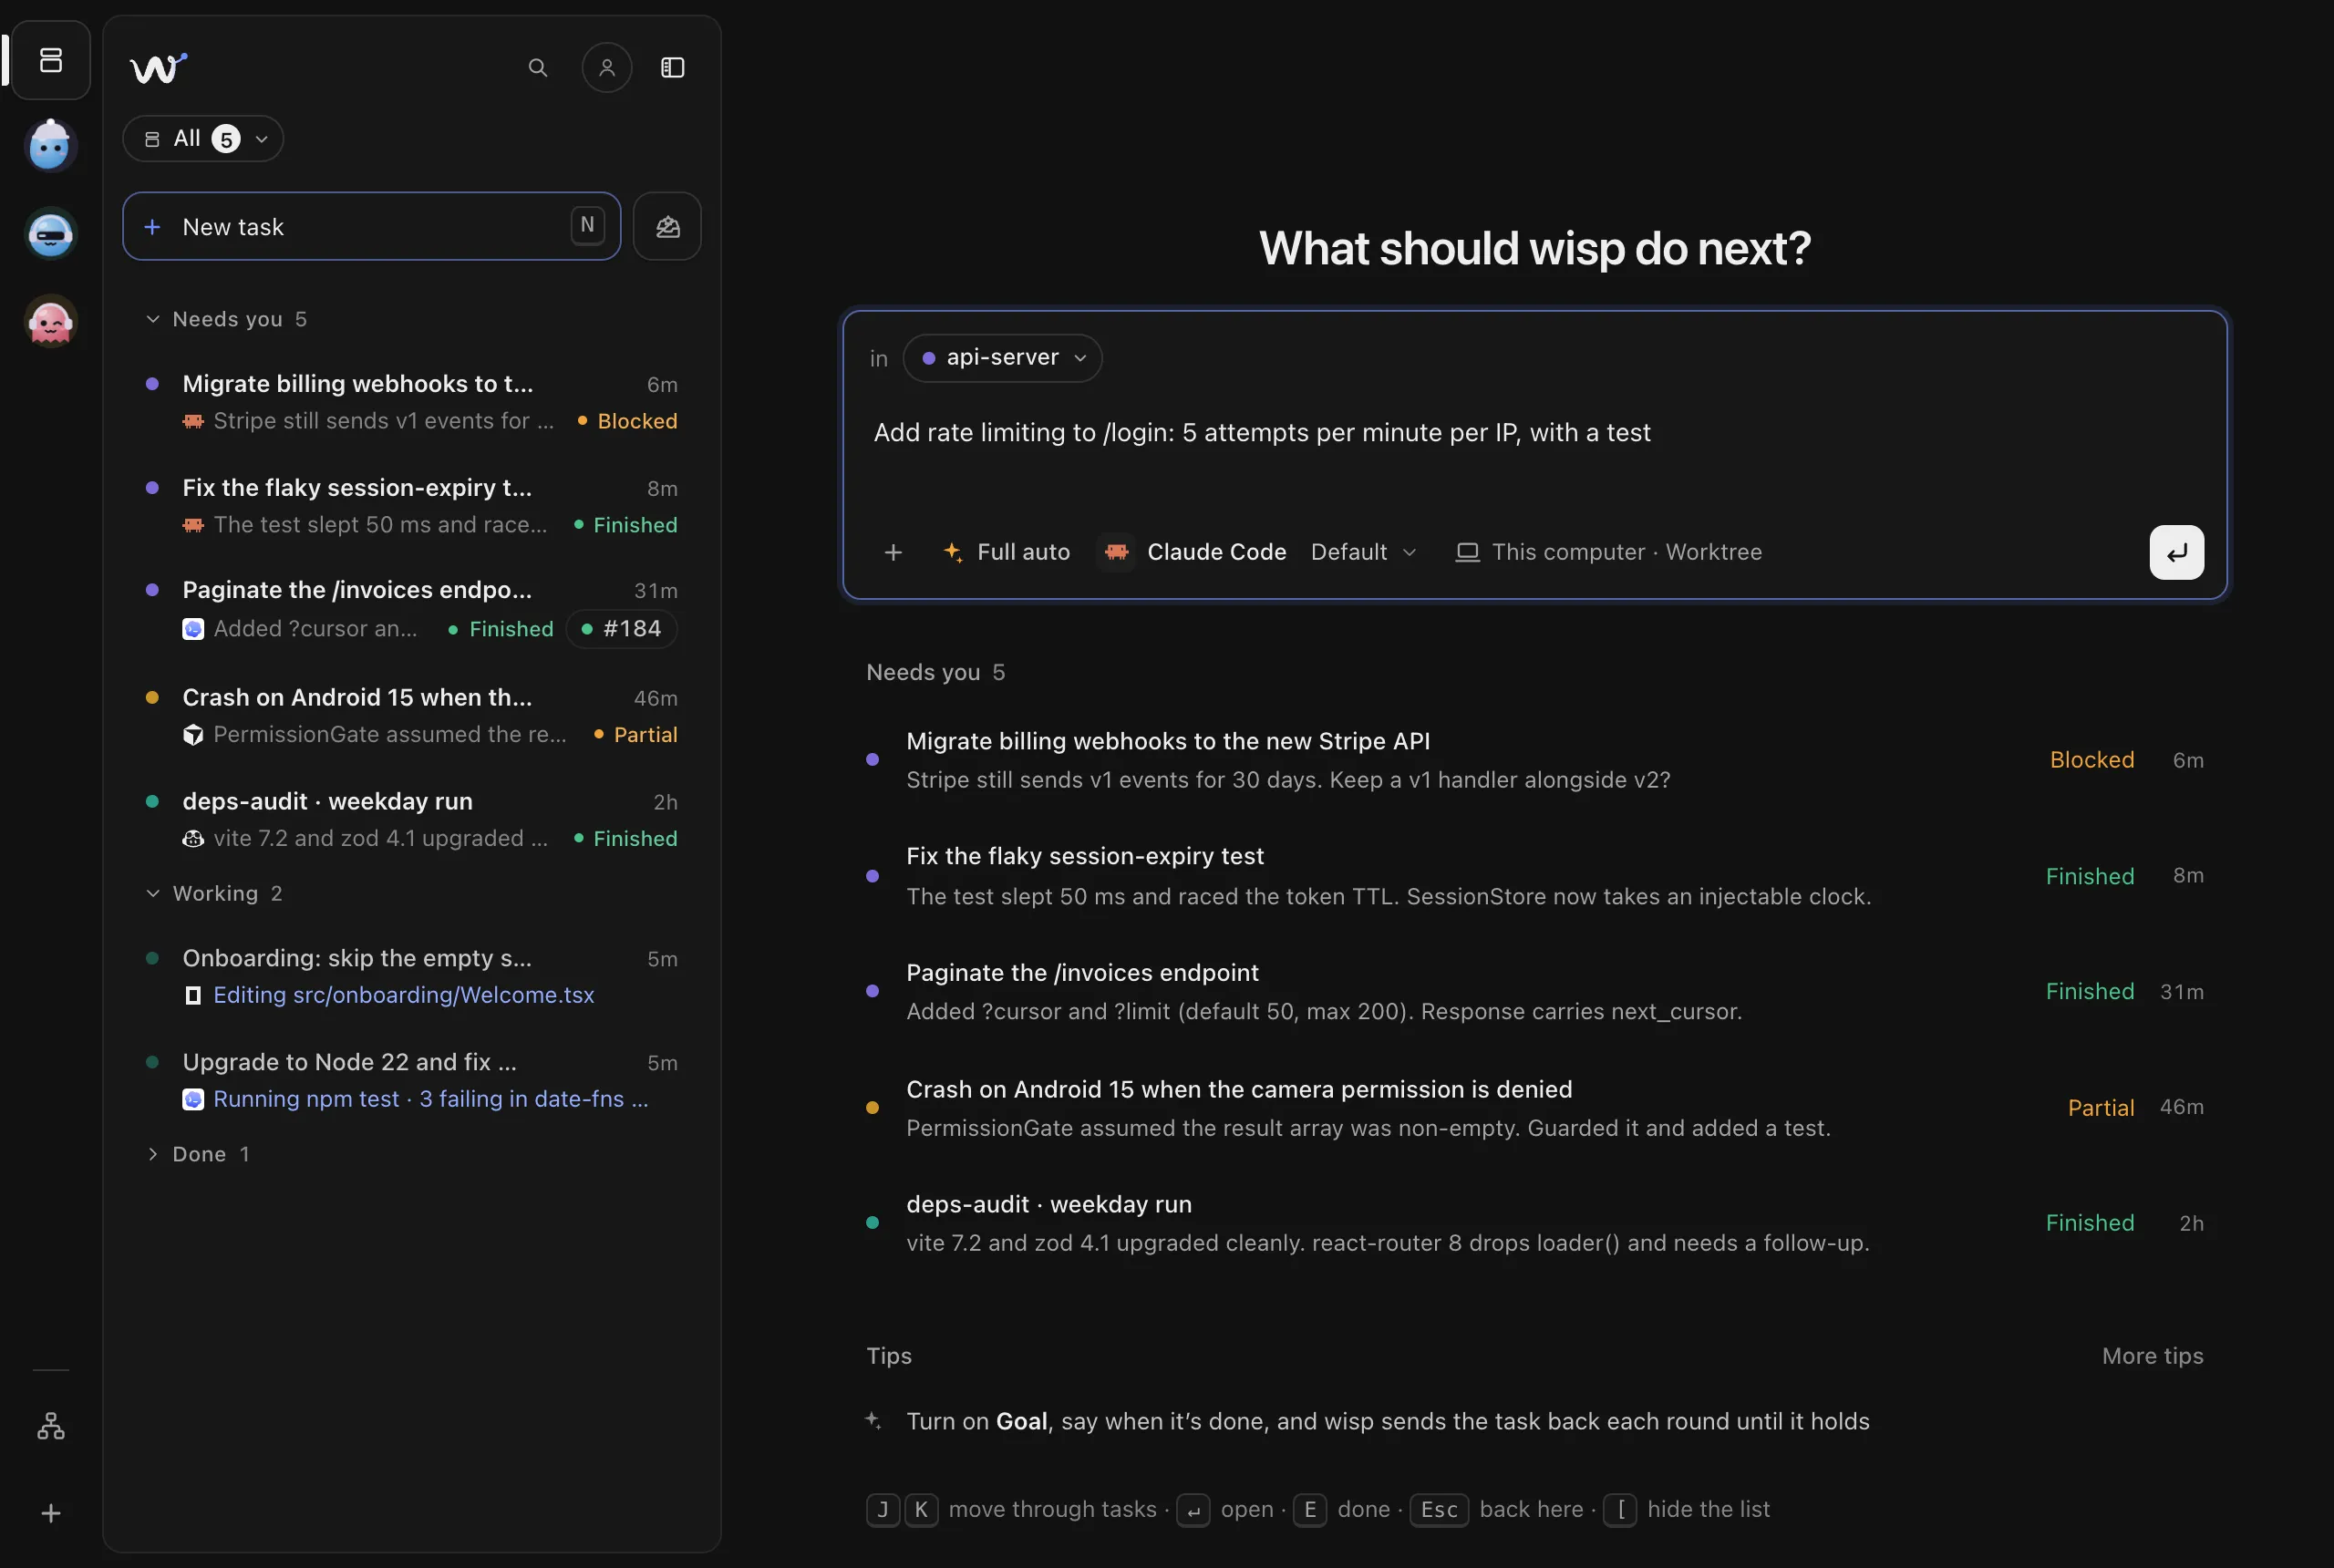 All 5
New task N
Needs you 5
Migrate billing webhooks to t... 6m
Stripe still sends v1 events for ... Blocked
Fix the flaky session-expiry t... 8m
The test slept 50 ms and race... Finished
Paginate the /invoices endpo... 31m
Added ?cursor an... Finished #184
Crash on Android 15 when th... 46m
PermissionGate assumed the re... Partial
deps-audit · weekday run 2h
vite 7.2 and zod 4.1 upgraded ... Finished
Working 2
Onboarding: skip the empty s... 5m
Editing src/onboarding/Welcome.tsx
Upgrade to Node 22 and fix ... 5m
Running npm test · 3 failing in date-fns ...
Done 1
What should wisp do next?
in api-server
Add rate limiting to /login: 5 attempts per minute per IP, with a test
Full auto Claude Code Default This computer · Worktree
Needs you 5
Migrate billing webhooks to the new Stripe API
Stripe still sends v1 events for 30 days. Keep a v1 handler alongside v2?
Blocked 6m
Fix the flaky session-expiry test
The test slept 50 ms and raced the token TTL. SessionStore now takes an injectable clock.
Finished 8m
Paginate the /invoices endpoint
Added ?cursor and ?limit (default 50, max 200). Response carries next_cursor.
Finished 31m
Crash on Android 15 when the camera permission is denied
PermissionGate assumed the result array was non-empty. Guarded it and added a test.
Partial 46m
deps-audit · weekday run
vite 7.2 and zod 4.1 upgraded cleanly. react-router 8 drops loader() and needs a follow-up.
Finished 2h
Tips More tips
Turn on Goal, say when it’s done, and wisp sends the task back each round until it holds
J K move through tasks · ↵ open · E done · Esc back here · [ hide the list